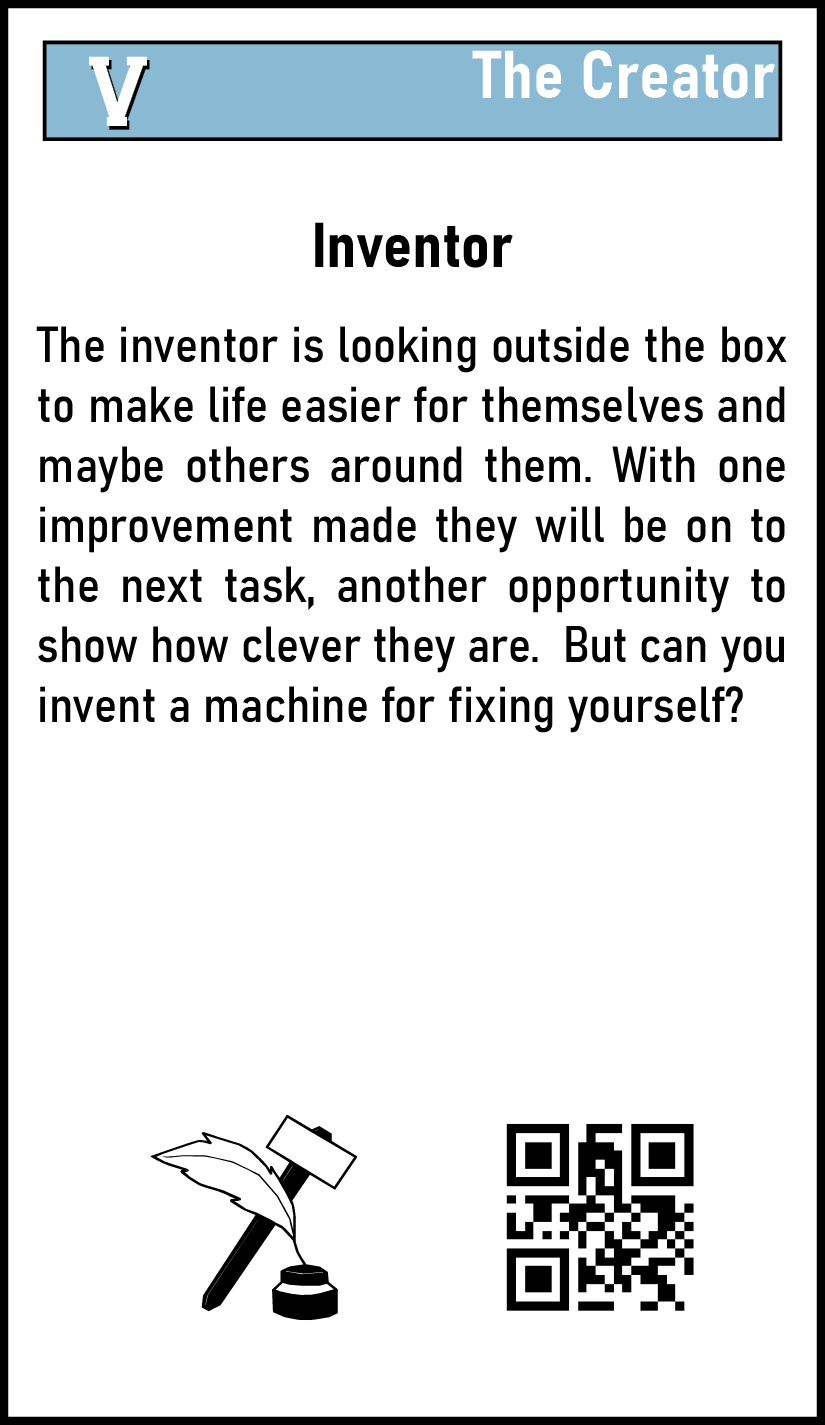 V
The Creator
Inventor
The inventor is looking outside the box
to make life easier for themselves and
maybe others around them. With one
improvement made they will be on to
the next task, another opportunity to
show how clever they are.  But can you
invent a machine for fixing yourself?